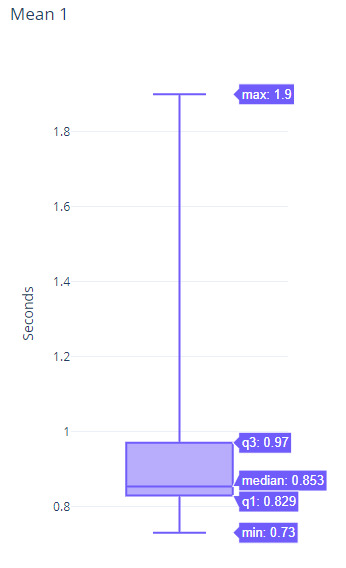 Mean 1
max: 1.9
1.8
1.6
1.4
1.2
Seconds
1
q3: 0.97
median: 0.853
q1: 0.829
0.8
min: 0.73